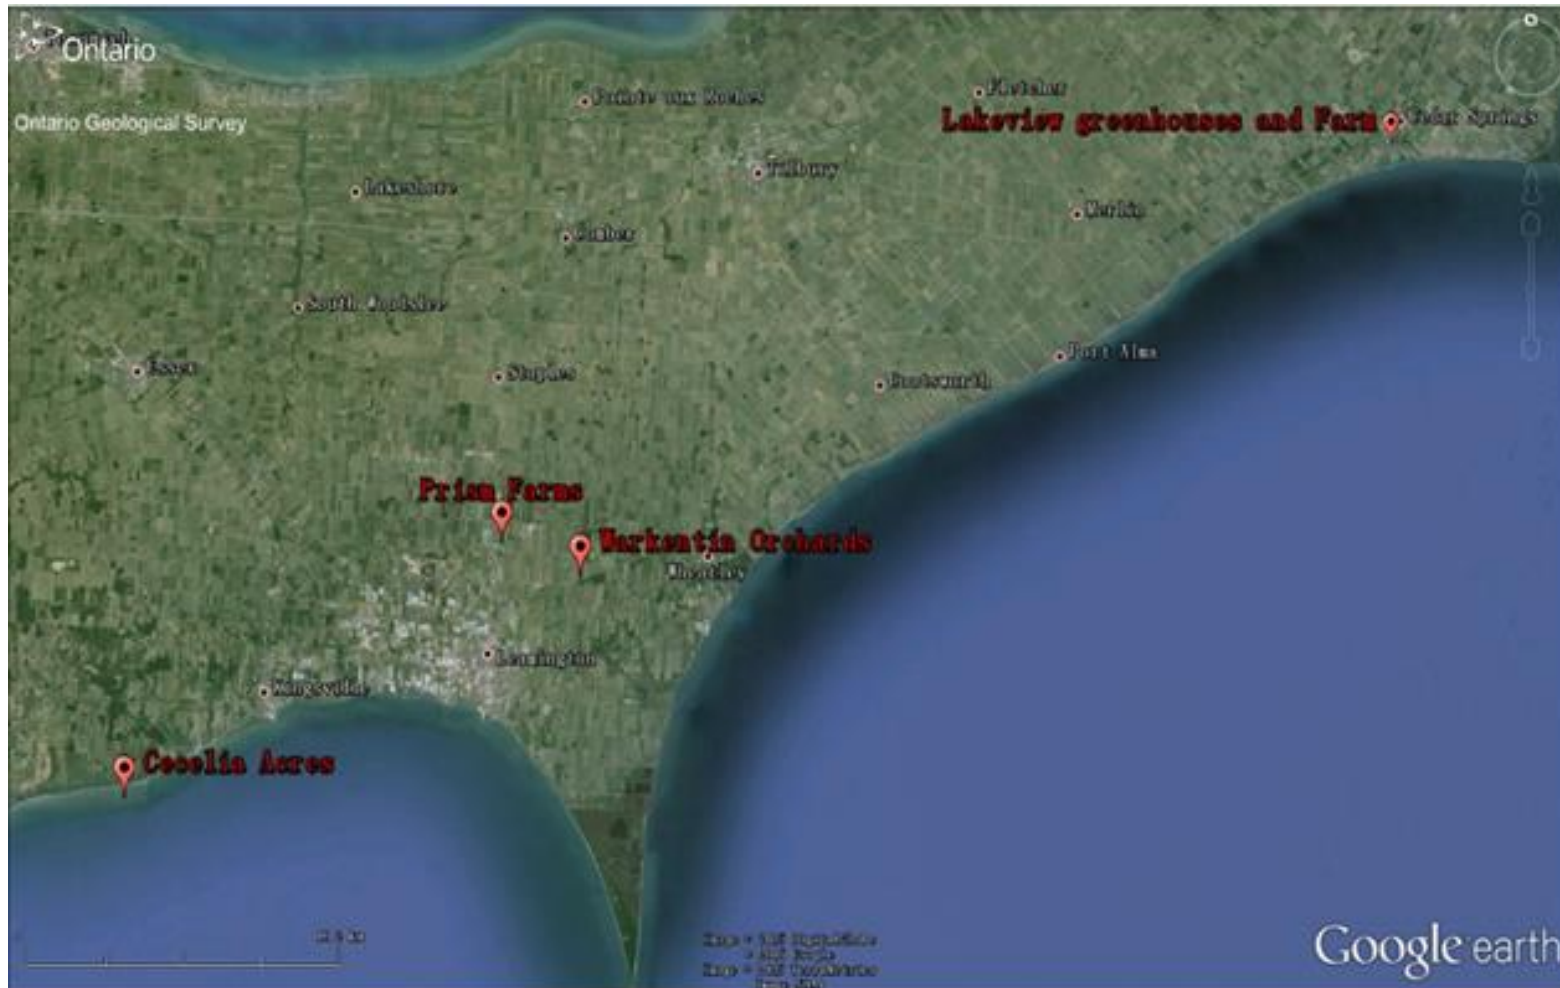 Ontario
Ontario Geological Survey
Pointe aux Roches
Fletcher
Lakeview greenhouses and Farm
Cedar Springs
Tilbury
Lakeshore
Merlin
Comber
South Woodslee
Port Alma
Essex
Staples
Coatsworth
Prism Farms
Warkentin Orchards
Wheatley
Leamington
Kingsville
Cecelia Acres
Google earth